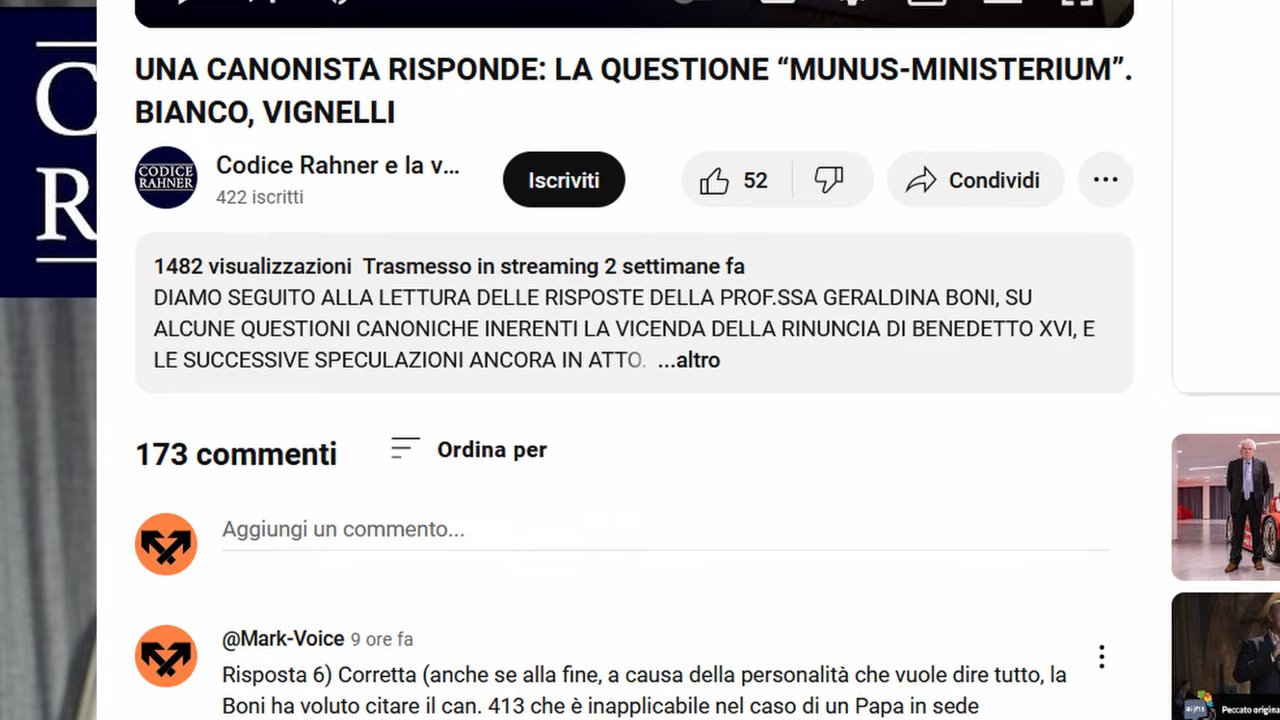 C
R
UNA CANONISTA RISPONDE: LA QUESTIONE “MUNUS-MINISTERIUM”.
BIANCO, VIGNELLI
CODICE
RAHNER
Codice Rahner e la v...
422 iscritti
Iscriviti
52
Condividi
1482 visualizzazioni Trasmesso in streaming 2 settimane fa
DIAMO SEGUITO ALLA LETTURA DELLE RISPOSTE DELLA PROF.SSA GERALDINA BONI, SU
ALCUNE QUESTIONI CANONICHE INERENTI LA VICENDA DELLA RINUNCIA DI BENEDETTO XVI, E
LE SUCCESSIVE SPECULAZIONI ANCORA IN ATTO. ...altro
173 commenti
Ordina per
Aggiungi un commento...
@Mark-Voice 9 ore fa
Risposta 6) Corretta (anche se alla fine, a causa della personalità che vuole dire tutto, la
Boni ha voluto citare il can. 413 che è inapplicabile nel caso di un Papa in sede
Peccato origina